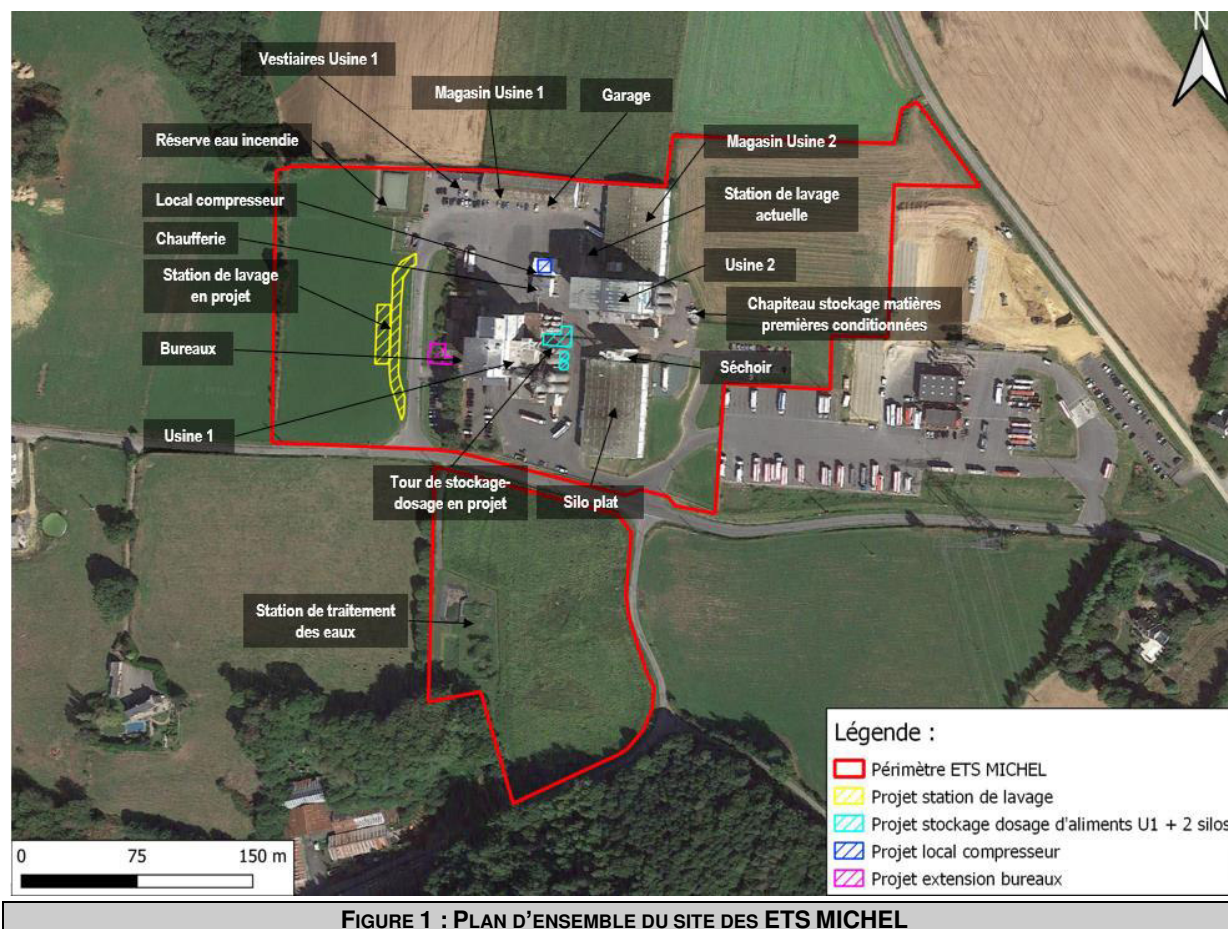 N
Vestiaires Usine 1
Magasin Usine 1
Garage
Réserve eau incendie
Magasin Usine 2
Local compresseur
Station de lavage
actuelle
Chaufferie
Station de lavage
en projet
Usine 2
Chapiteau stockage matières
premières conditionnées
Bureaux
Séchoir
Usine 1
Tour de stockage-
dosage en projet
Silo plat
Station de traitement
des eaux
Légende :
Périmètre ETS MICHEL
Projet station de lavage
Projet stockage dosage d'aliments U1 + 2 silos
Projet local compresseur
Projet extension bureaux
0 75 150 m
FIGURE 1 : PLAN D'ENSEMBLE DU SITE DES ETS MICHEL